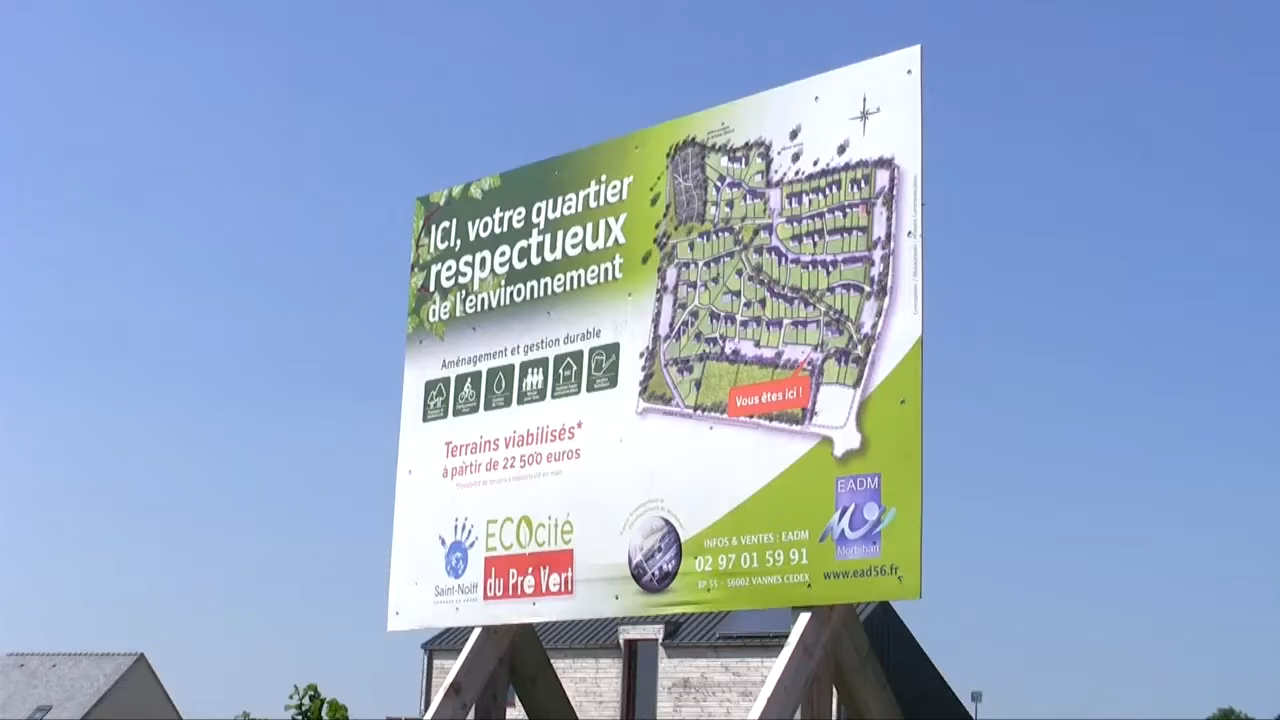 ICI, votre quartier
respectueux
de l'environnement
Aménagement et gestion durable
Terrains viabilisés*
à partir de 22 500 euros
Vous êtes ici !
Saint-Nolff
ECOcité
du Pré Vert
INFOS & VENTES : EADM
02 97 01 59 91
BP 55 - 56002 VANNES CEDEX
EADM
Morbihan
www.ead56.fr